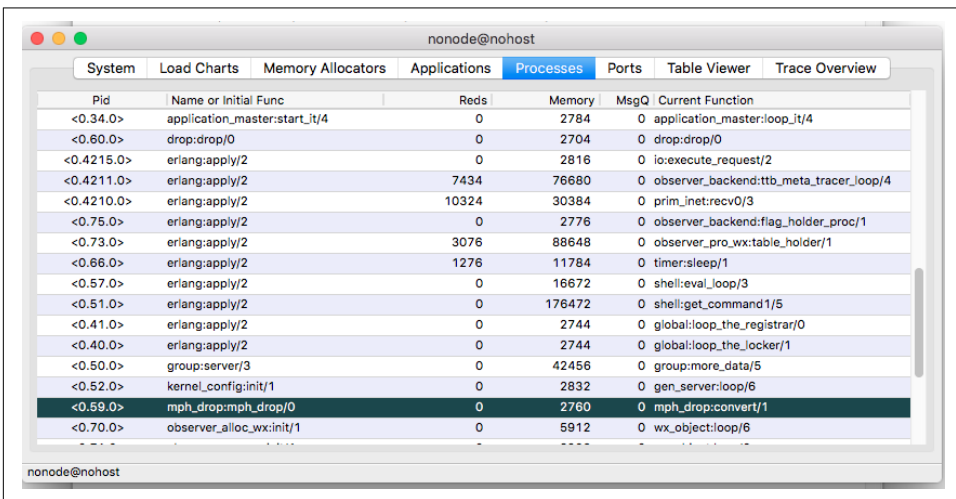 nonode@nohost
System Load Charts Memory Allocators Applications Processes Ports Table Viewer Trace Overview
Pid Name or Initial Func Reds Memory MsgQ Current Function
<0.34.0> application_master:start_it/4 0 2784 0 application_master:loop_it/4
<0.60.0> drop:drop/0 0 2704 0 drop:drop/0
<0.4215.0> erlang:apply/2 0 2816 0 io:execute_request/2
<0.4211.0> erlang:apply/2 7434 76680 0 observer_backend:ttb_meta_tracer_loop/4
<0.4210.0> erlang:apply/2 10324 30384 0 prim_inet:recv0/3
<0.75.0> erlang:apply/2 0 2776 0 observer_backend:flag_holder_proc/1
<0.73.0> erlang:apply/2 3076 88648 0 observer_pro_wx:table_holder/1
<0.66.0> erlang:apply/2 1276 11784 0 timer:sleep/1
<0.57.0> erlang:apply/2 0 16672 0 shell:eval_loop/3
<0.51.0> erlang:apply/2 0 176472 0 shell:get_command1/5
<0.41.0> erlang:apply/2 0 2744 0 global:loop_the_registrar/0
<0.40.0> erlang:apply/2 0 2744 0 global:loop_the_locker/1
<0.50.0> group:server/3 0 42456 0 group:more_data/5
<0.52.0> kernel_config:init/1 0 2832 0 gen_server:loop/6
<0.59.0> mph_drop:mph_drop/0 0 2760 0 mph_drop:convert/1
<0.70.0> observer_alloc_wx:init/1 0 5912 0 wx_object:loop/6
nonode@nohost